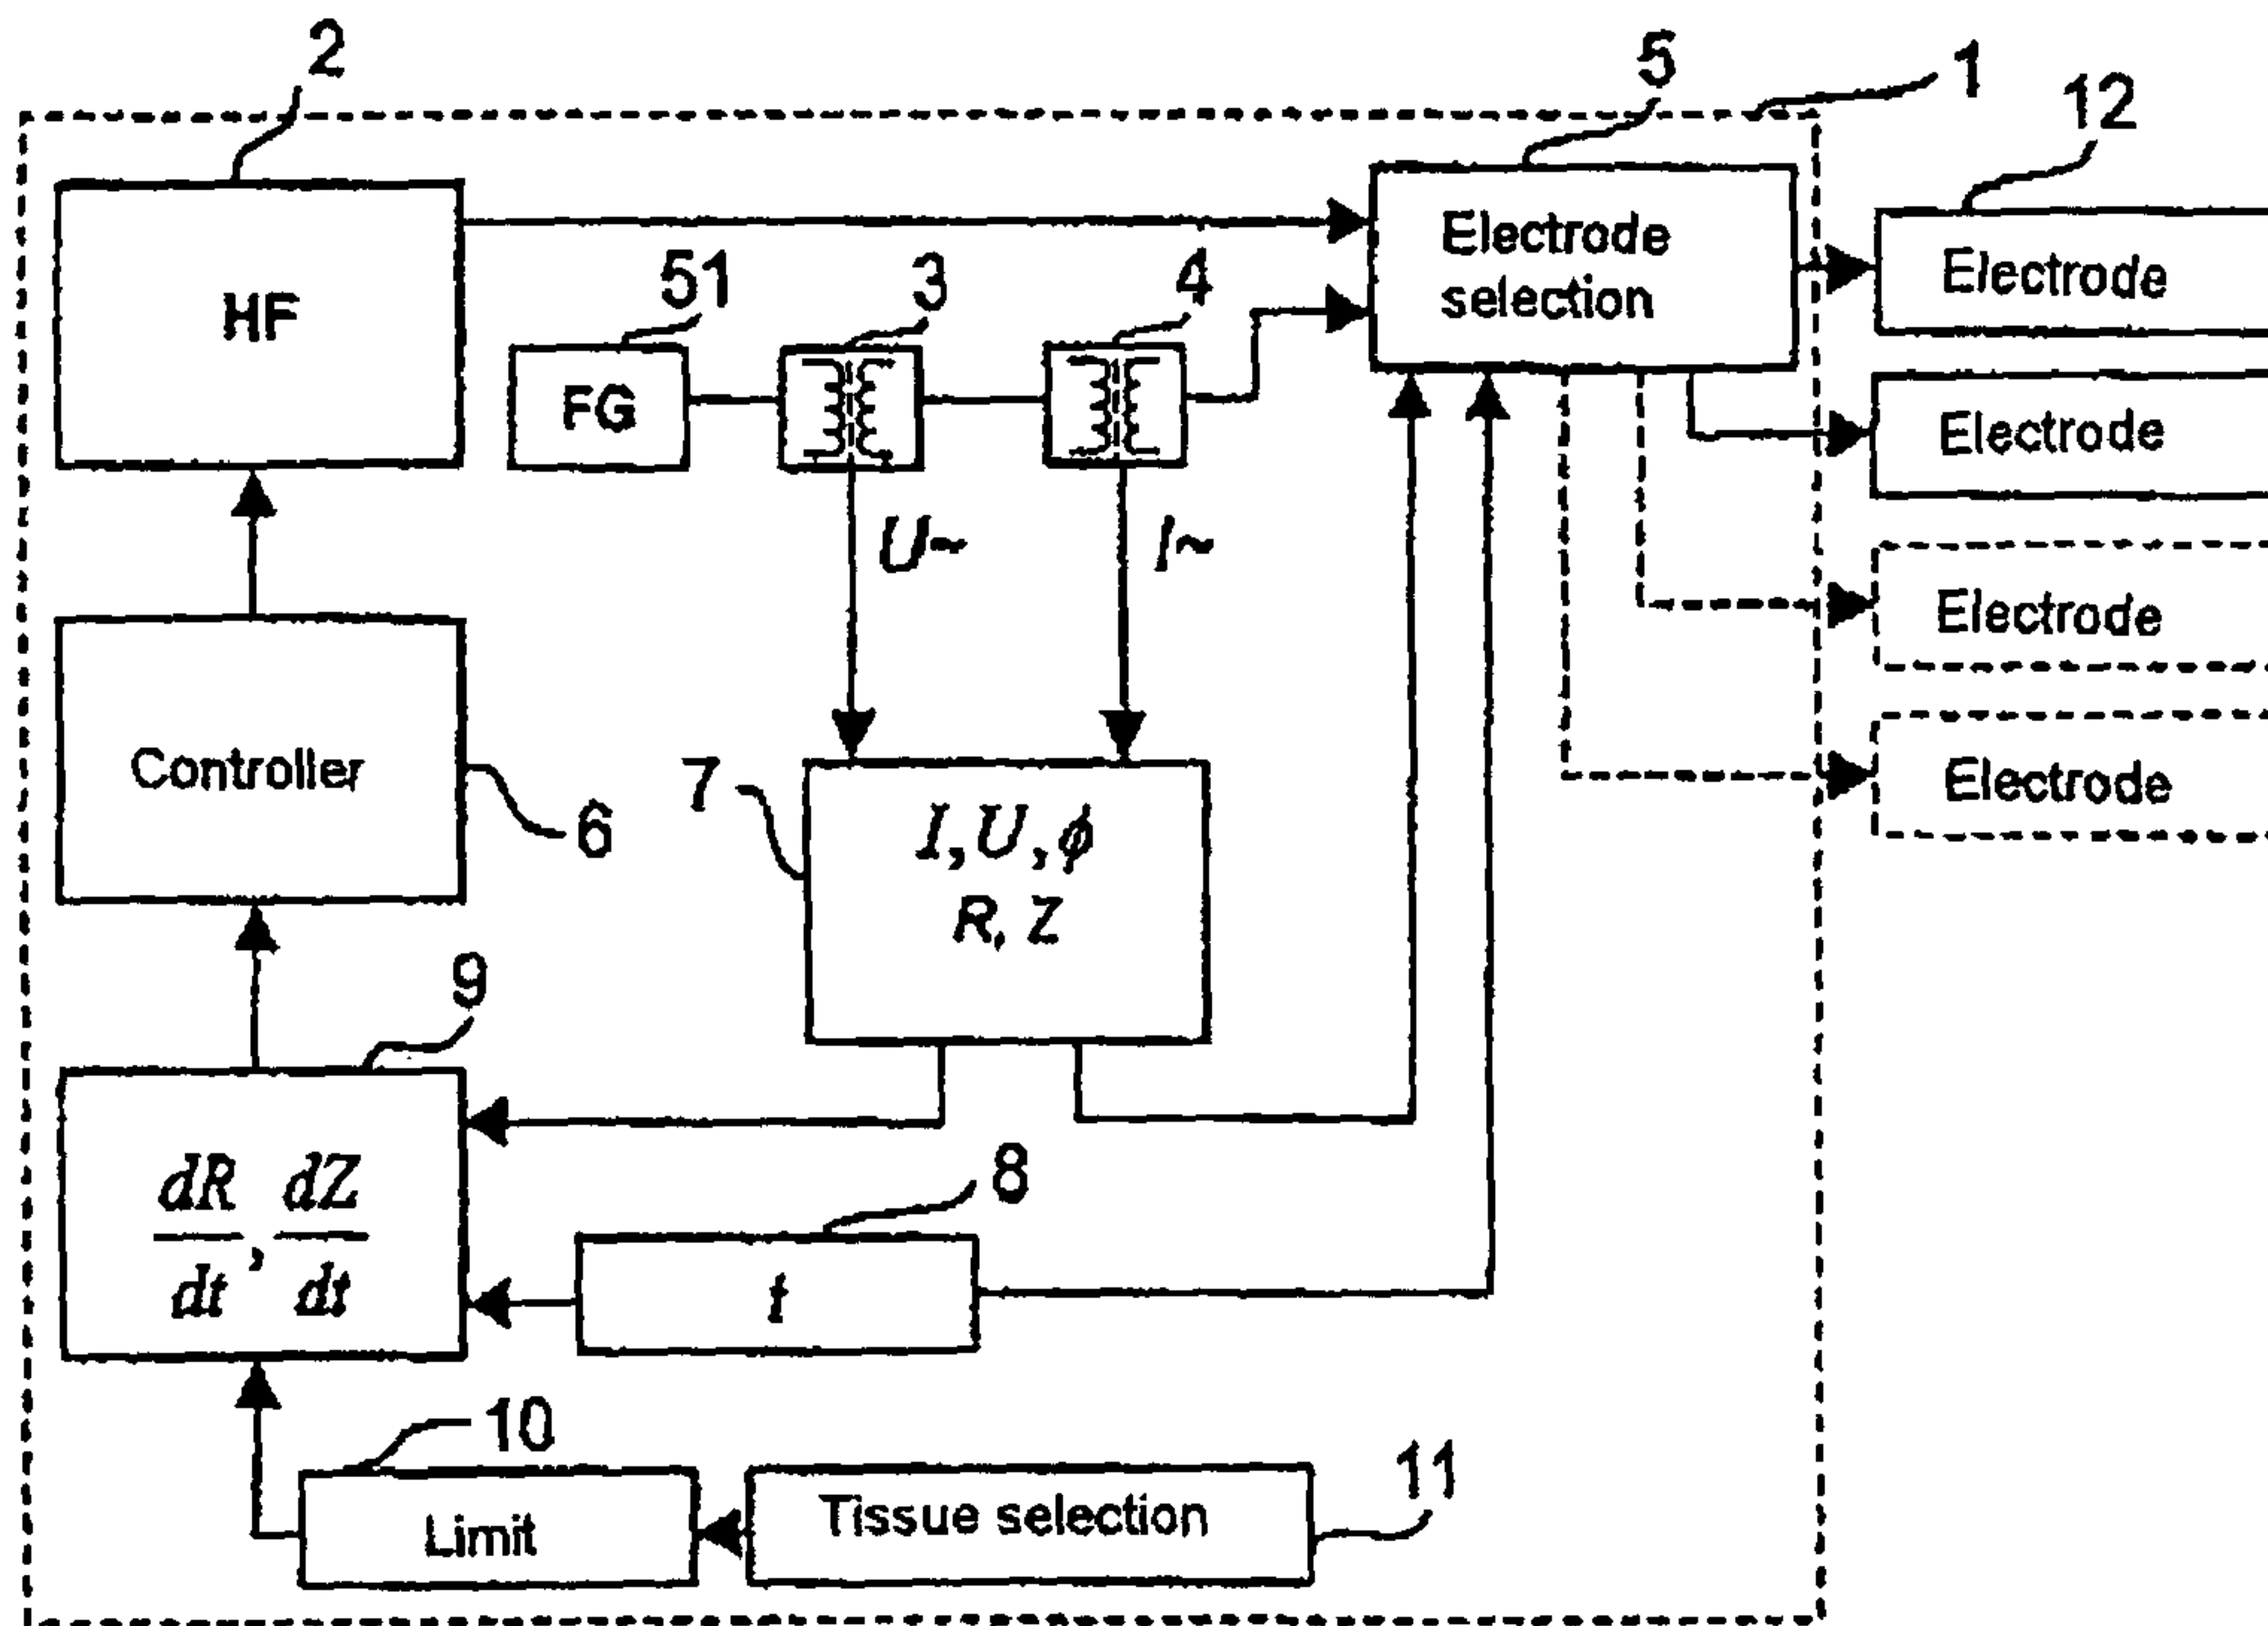 2
5
1
12
HF
51
3
4
Electrode
selection
Electrode
FG
Electrode
U~
I~
Electrode
Controller
6
7
I, U, ϕ
R, Z
Electrode
9
8
dR/dt, dZ/dt
t
10
11
Limit
Tissue selection